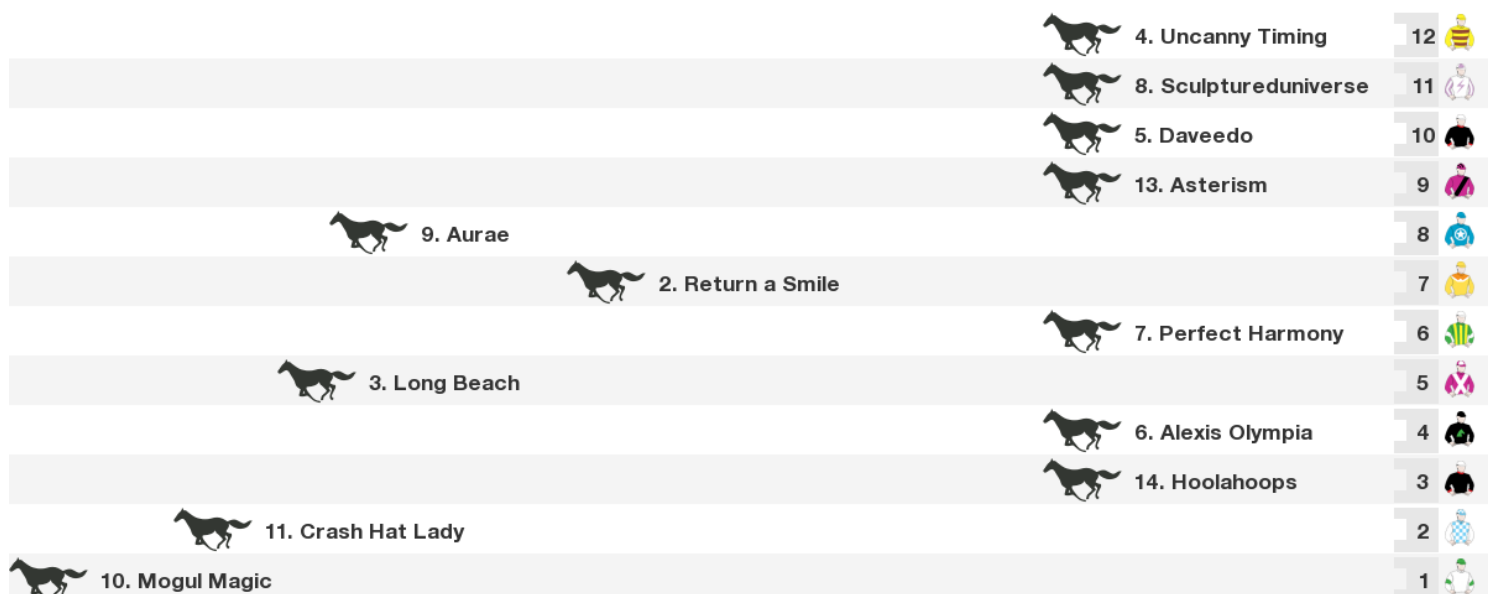 4. Uncanny Timing 12
8. Sculptureduniverse 11
5. Daveedo 10
13. Asterism 9
9. Aurae 8
2. Return a Smile 7
7. Perfect Harmony 6
3. Long Beach 5
6. Alexis Olympia 4
14. Hoolahoops 3
11. Crash Hat Lady 2
10. Mogul Magic 1